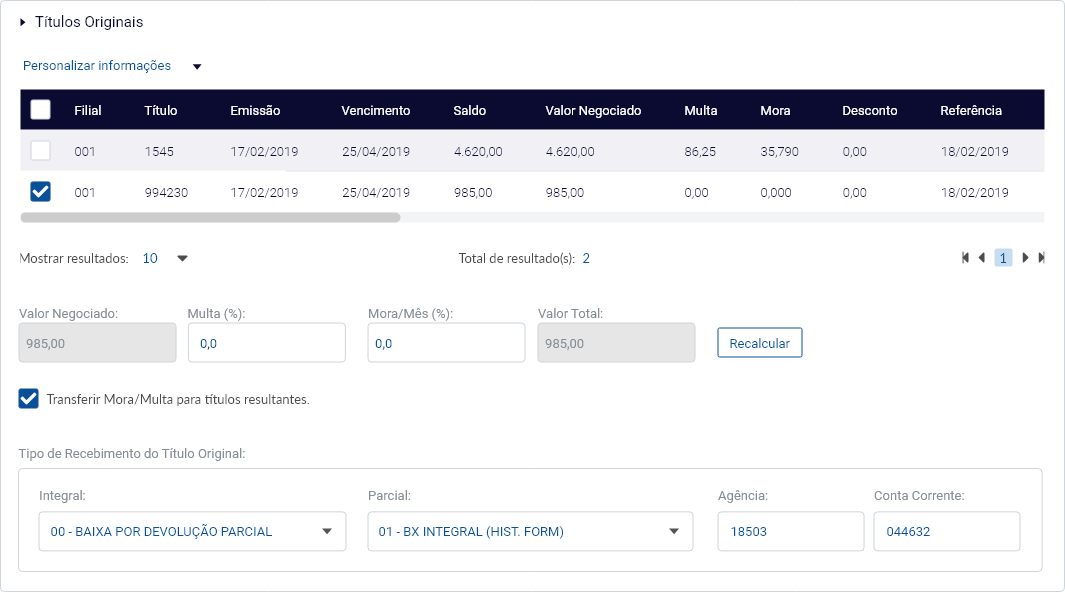 Títulos Originais
Personalizar informações
Filial Título Emissão Vencimento Saldo Valor Negociado Multa Mora Desconto Referência
001 1545 17/02/2019 25/04/2019 4.620,00 4.620,00 86,25 35,790 0,00 18/02/2019
001 994230 17/02/2019 25/04/2019 985,00 985,00 0,00 0,000 0,00 18/02/2019
Mostrar resultados: 10 Total de resultado(s): 2 1
Valor Negociado: Multa (%): Mora/Mês (%): Valor Total:
985,00 0,0 0,0 985,00 Recalcular
Transferir Mora/Multa para títulos resultantes.
Tipo de Recebimento do Título Original:
Integral: Parcial: Agência: Conta Corrente:
00 - BAIXA POR DEVOLUÇÃO PARCIAL 01 - BX INTEGRAL (HIST. FORM) 18503 044632